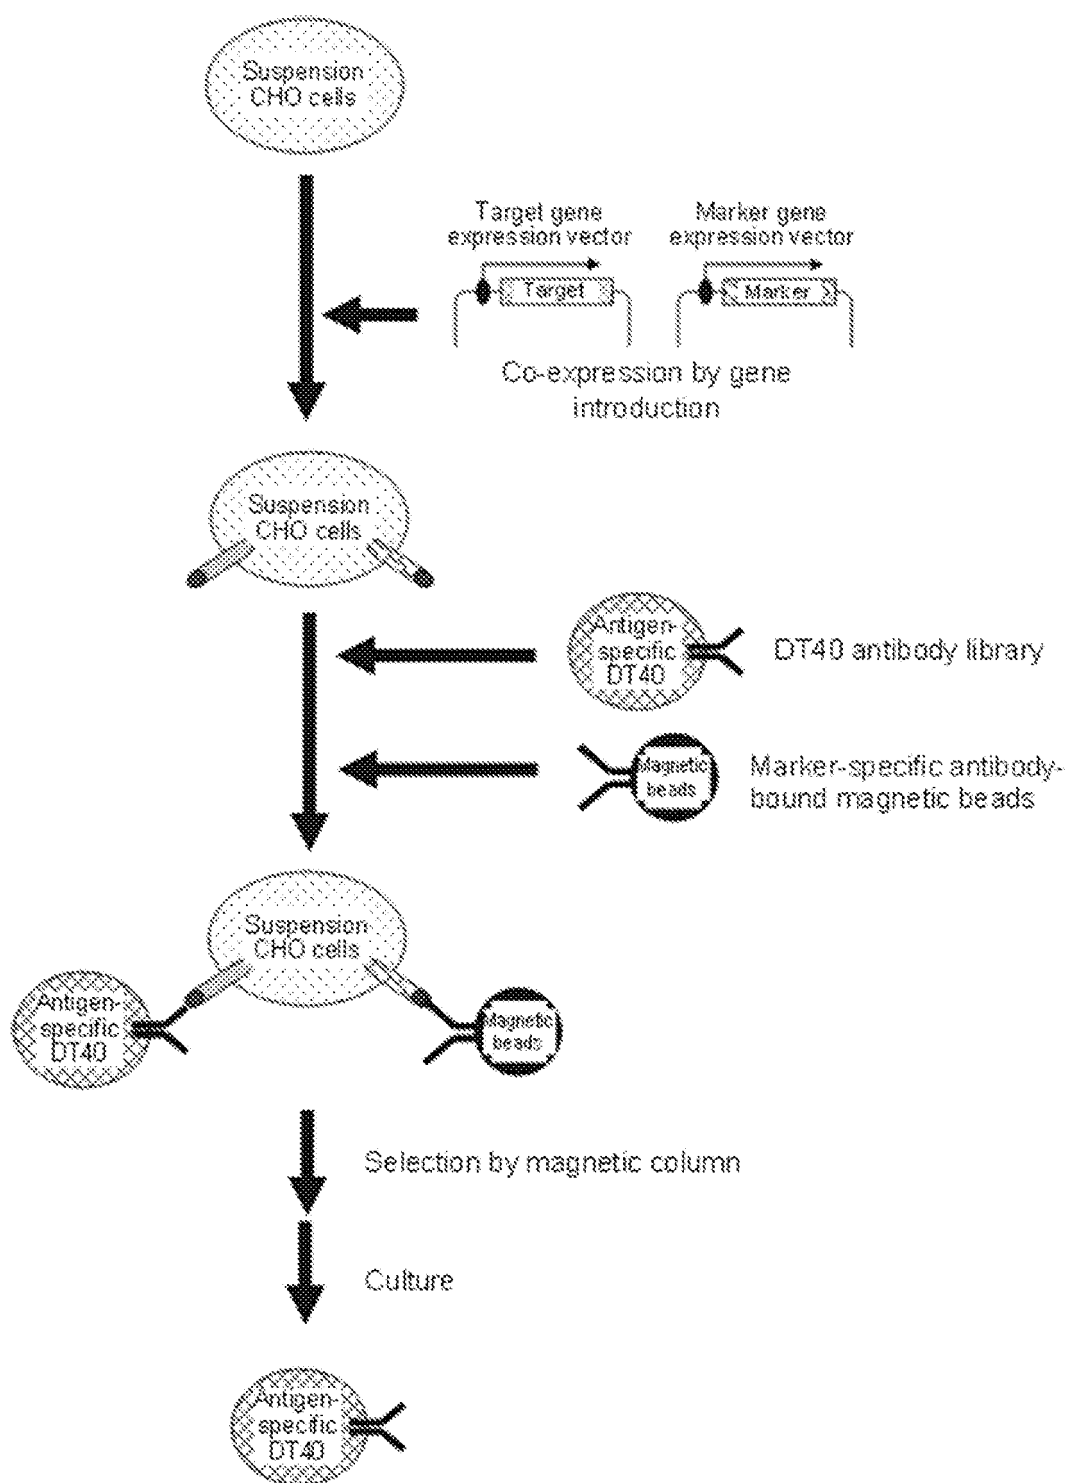 Suspension
CHO cells
Target gene
expression vector
Marker gene
expression vector
Target
Marker
Co-expression by gene
introduction
Suspension
CHO cells
Antigen-
specific
DT40
DT40 antibody library
Magnetic
beads
Marker-specific antibody-
bound magnetic beads
Suspension
CHO cells
Antigen-
specific
DT40
Magnetic
beads
Selection by magnetic column
Culture
Antigen-
specific
DT40